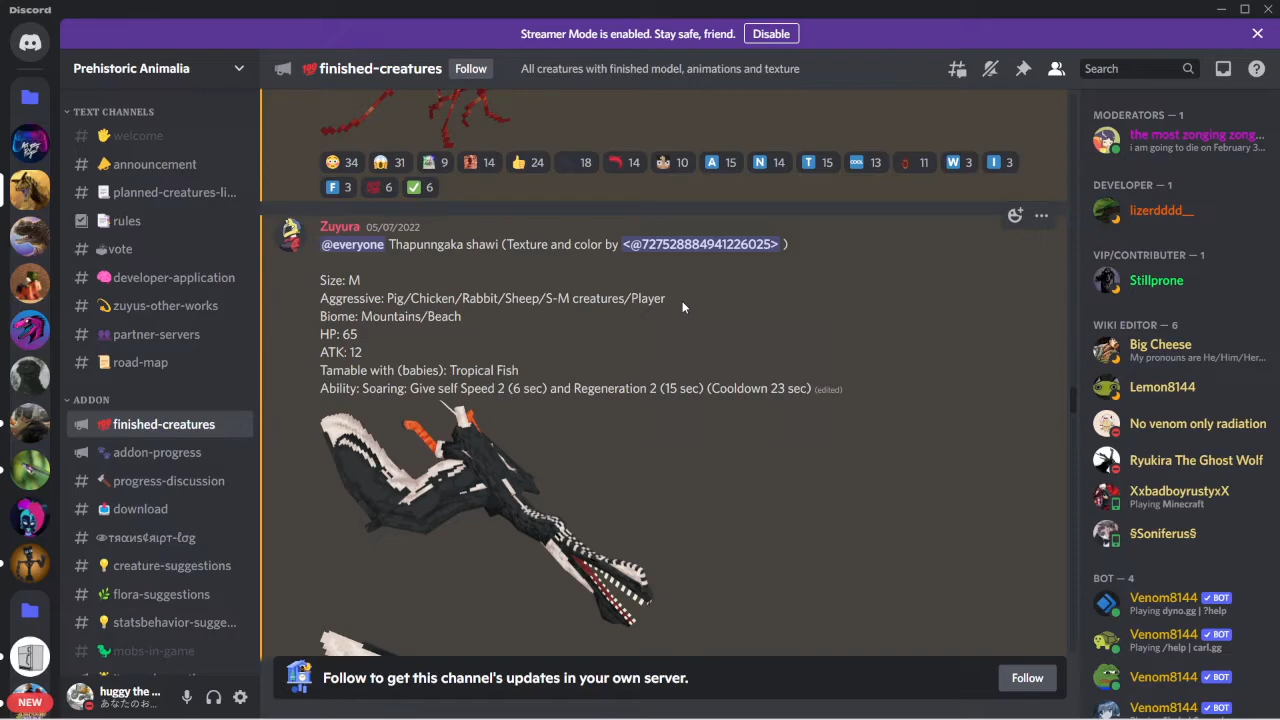 Discord
Streamer Mode is enabled. Stay safe, friend. Disable
Prehistoric Animalia
finished-creatures Follow All creatures with finished model, animations and texture
Search
TEXT CHANNELS
welcome
announcement
planned-creatures-li...
rules
vote
developer-application
zuyus-other-works
partner-servers
road-map
ADDON
finished-creatures
addon-progress
progress-discussion
download
тяαиѕ¢яιρт-ℓσg
creature-suggestions
flora-suggestions
statsbehavior-sugge...
mobs-in-game
NEW
huggy the ...
あなたのお...
34 31 9 14 24 18 14 10 A 15 N 14 T 15 COOL 13 11 W 3 I 3
F 3 6 6
Zuyura 05/07/2022
@everyone Thapunngaka shawi (Texture and color by <@727528884941226025> )
Size: M
Aggressive: Pig/Chicken/Rabbit/Sheep/S-M creatures/Player
Biome: Mountains/Beach
HP: 65
ATK: 12
Tamable with (babies): Tropical Fish
Ability: Soaring: Give self Speed 2 (6 sec) and Regeneration 2 (15 sec) (Cooldown 23 sec) (edited)
Follow to get this channel's updates in your own server. Follow
MODERATORS — 1
the most zonging zong...
i am going to die on February 3...
DEVELOPER — 1
lizerdddd__
VIP/CONTRIBUTER — 1
Stillprone
WIKI EDITOR — 6
Big Cheese
My pronouns are He/Him/Her...
Lemon8144
No venom only radiation
Ryukira The Ghost Wolf
XxbadboyrustyxX
Playing Minecraft
§Soniferus§
BOT — 4
Venom8144 BOT
Playing dyno.gg | ?help
Venom8144 BOT
Playing /help | carl.gg
Venom8144 BOT
Venom8144 BOT